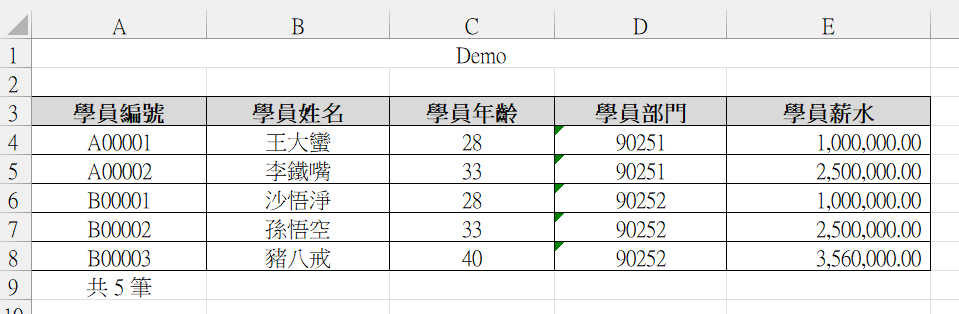 A B C D E
1 Demo
2
3 學員編號 學員姓名 學員年齡 學員部門 學員薪水
4 A00001 王大蠻 28 90251 1,000,000.00
5 A00002 李鐵嘴 33 90251 2,500,000.00
6 B00001 沙悟淨 28 90252 1,000,000.00
7 B00002 孫悟空 33 90252 2,500,000.00
8 B00003 豬八戒 40 90252 3,560,000.00
9 共 5 筆
10